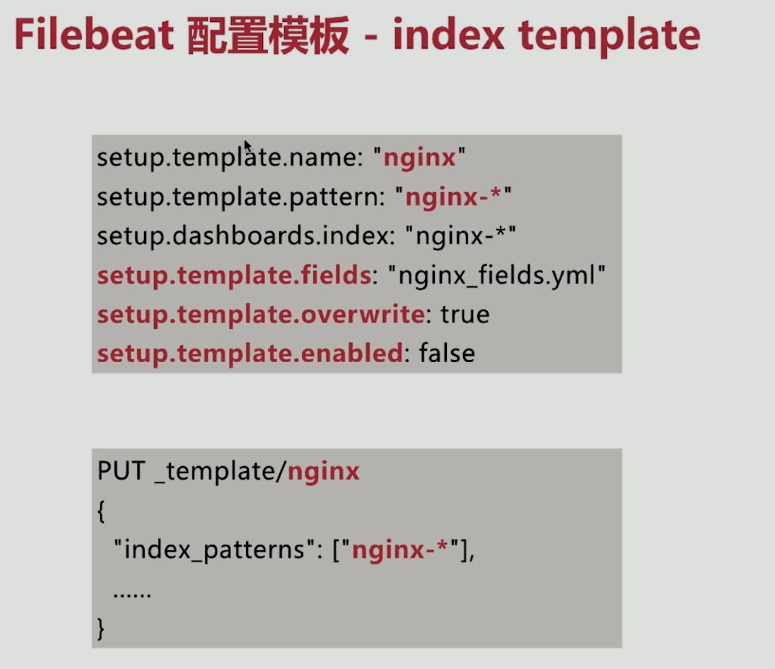 Filebeat 配置模板 - index template
setup.template.name: "nginx"
setup.template.pattern: "nginx-*"
setup.dashboards.index: "nginx-*"
setup.template.fields: "nginx_fields.yml"
setup.template.overwrite: true
setup.template.enabled: false
PUT _template/nginx
{
"index_patterns": ["nginx-*"],
......
}